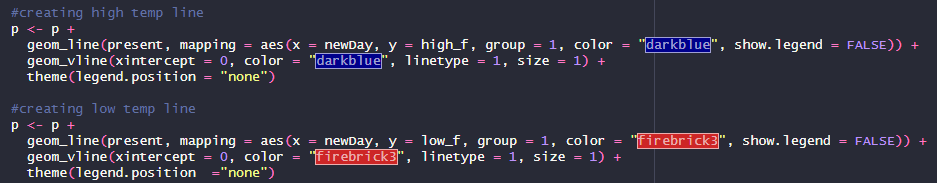 #creating high temp line
p <- p +
  geom_line(present, mapping = aes(x = newDay, y = high_f, group = 1, color = "darkblue", show.legend = FALSE)) +
  geom_vline(xintercept = 0, color = "darkblue", linetype = 1, size = 1) +
  theme(legend.position = "none")

#creating low temp line
p <- p +
  geom_line(present, mapping = aes(x = newDay, y = low_f, group = 1, color = "firebrick3", show.legend = FALSE)) +
  geom_vline(xintercept = 0, color = "firebrick3", linetype = 1, size = 1) +
  theme(legend.position  ="none")